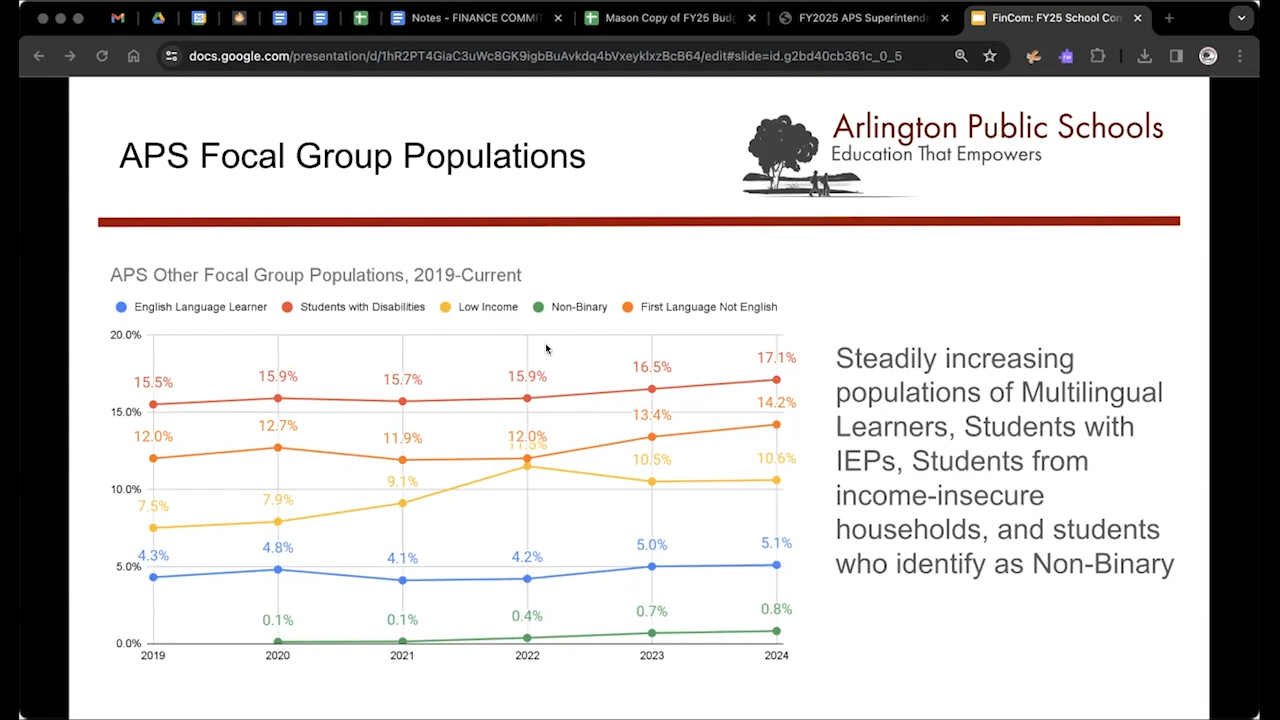 Notes - FINANCE COMMIT
Mason Copy of FY25 Budg
FY2025 APS Superintende
FinCom: FY25 School Con
docs.google.com/presentation/d/1hR2PT4GiaC3uWc8GK9igbBuAvkdq4bVxeyklxzBcB64/edit#slide=id.g2bd40cb361c_0_5
APS Focal Group Populations
Arlington Public Schools
Education That Empowers
APS Other Focal Group Populations, 2019-Current
English Language Learner Students with Disabilities Low Income Non-Binary First Language Not English
20.0%
15.0%
10.0%
5.0%
0.0%
15.5% 15.9% 15.7% 15.9% 16.5% 17.1%
12.0% 12.7% 11.9% 12.0% 13.4% 14.2%
7.5% 7.9% 9.1% 11.5% 10.5% 10.6%
4.3% 4.8% 4.1% 4.2% 5.0% 5.1%
0.1% 0.1% 0.4% 0.7% 0.8%
2019 2020 2021 2022 2023 2024
Steadily increasing
populations of Multilingual
Learners, Students with
IEPs, Students from
income-insecure
households, and students
who identify as Non-Binary